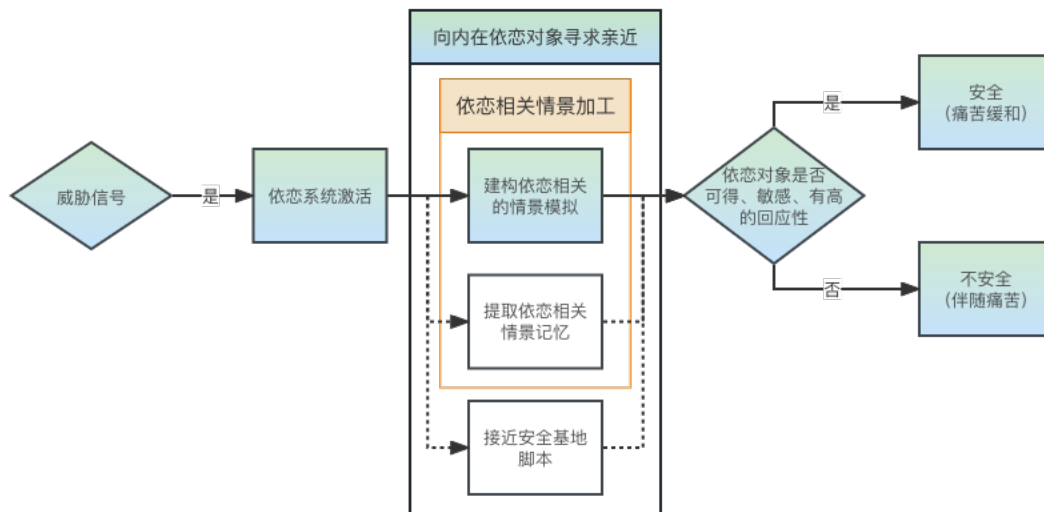 向内在依恋对象寻求亲近
依恋相关情景加工
威胁信号
是
依恋系统激活
建构依恋相关
的情景模拟
提取依恋相关
情景记忆
接近安全基地
脚本
依恋对象是否
可得、敏感、有高
的回应性
是
安全
（痛苦缓和）
否
不安全
（伴随痛苦）